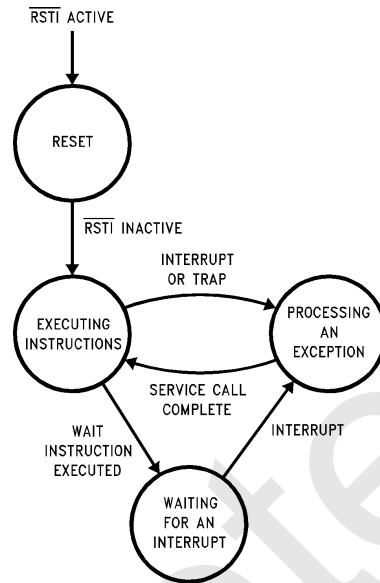 RSTI ACTIVE
RESET
RSTI INACTIVE
INTERRUPT
OR TRAP
EXECUTING
INSTRUCTIONS
PROCESSING
AN
EXCEPTION
SERVICE CALL
COMPLETE
WAIT
INSTRUCTION
EXECUTED
INTERRUPT
WAITING
FOR AN
INTERRUPT